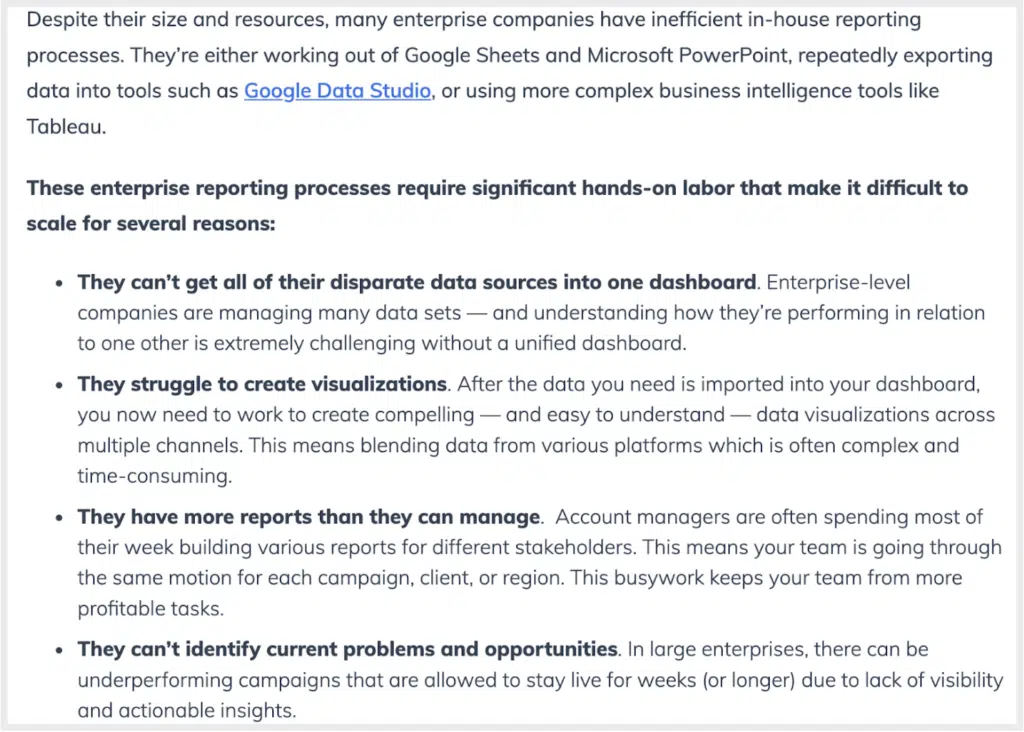 Despite their size and resources, many enterprise companies have inefficient in-house reporting
processes. They’re either working out of Google Sheets and Microsoft PowerPoint, repeatedly exporting
data into tools such as Google Data Studio, or using more complex business intelligence tools like
Tableau.
These enterprise reporting processes require significant hands-on labor that make it difficult to
scale for several reasons:
• They can’t get all of their disparate data sources into one dashboard. Enterprise-level
companies are managing many data sets — and understanding how they’re performing in relation
to one other is extremely challenging without a unified dashboard.
• They struggle to create visualizations. After the data you need is imported into your dashboard,
you now need to work to create compelling — and easy to understand — data visualizations across
multiple channels. This means blending data from various platforms which is often complex and
time-consuming.
• They have more reports than they can manage.  Account managers are often spending most of
their week building various reports for different stakeholders. This means your team is going through
the same motion for each campaign, client, or region. This busywork keeps your team from more
profitable tasks.
• They can’t identify current problems and opportunities. In large enterprises, there can be
underperforming campaigns that are allowed to stay live for weeks (or longer) due to lack of visibility
and actionable insights.